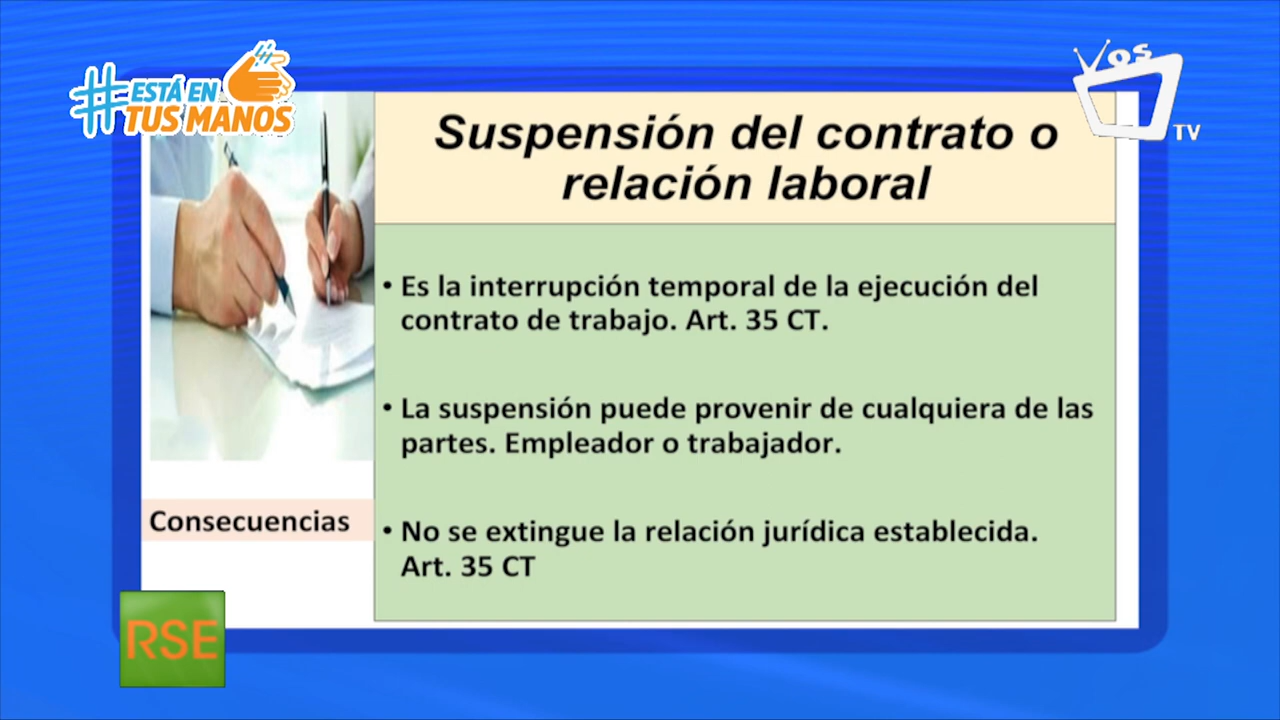 #ESTÁ EN
TUS MANOS
VOS
TV
Suspensión del contrato o
relación laboral
• Es la interrupción temporal de la ejecución del
contrato de trabajo. Art. 35 CT.
• La suspensión puede provenir de cualquiera de las
partes. Empleador o trabajador.
Consecuencias
• No se extingue la relación jurídica establecida.
Art. 35 CT
RSE